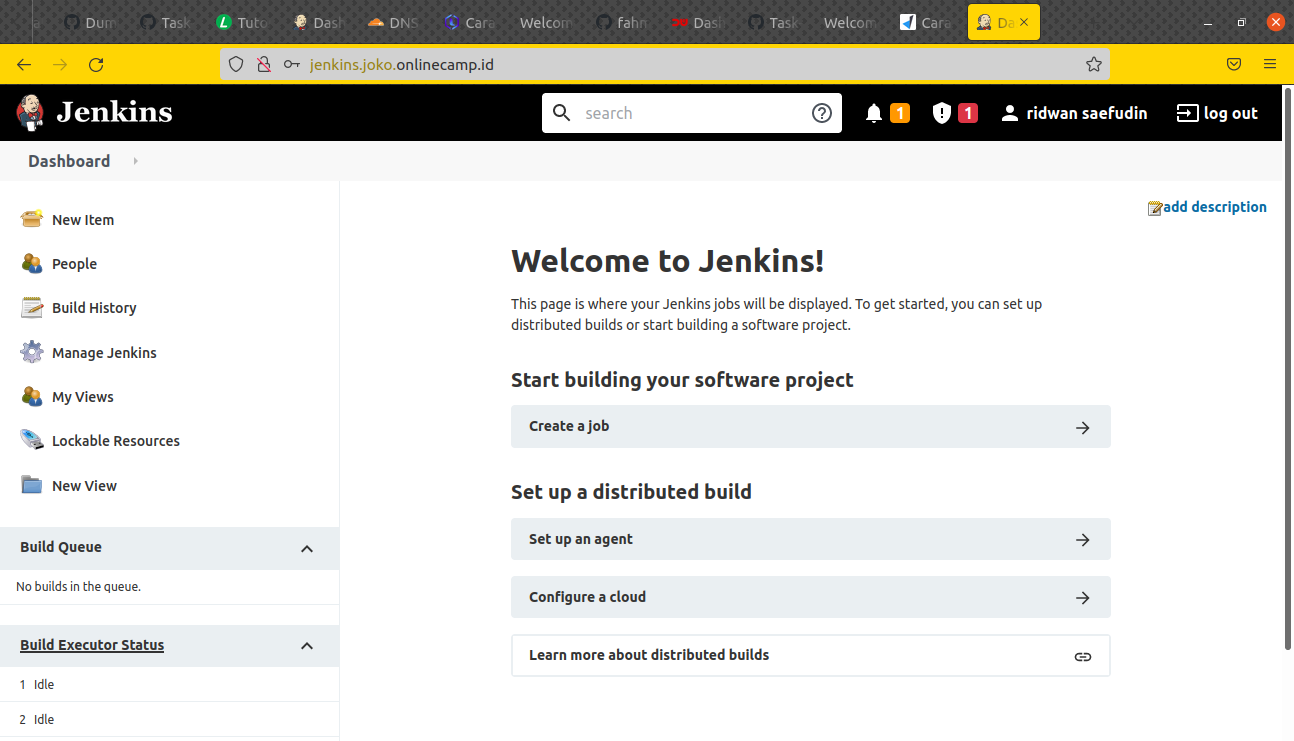 Dum
Task
Tuto
Dash
DNS
Cara
Welcom
fahm
Dash
Task
Welcom
Cara
Da
jenkins.joko.onlinecamp.id
Jenkins
search
1
1
ridwan saefudin
log out
Dashboard
New Item
People
Build History
Manage Jenkins
My Views
Lockable Resources
New View
Build Queue
No builds in the queue.
Build Executor Status
1 Idle
2 Idle
add description
Welcome to Jenkins!
This page is where your Jenkins jobs will be displayed. To get started, you can set up
distributed builds or start building a software project.
Start building your software project
Create a job
Set up a distributed build
Set up an agent
Configure a cloud
Learn more about distributed builds